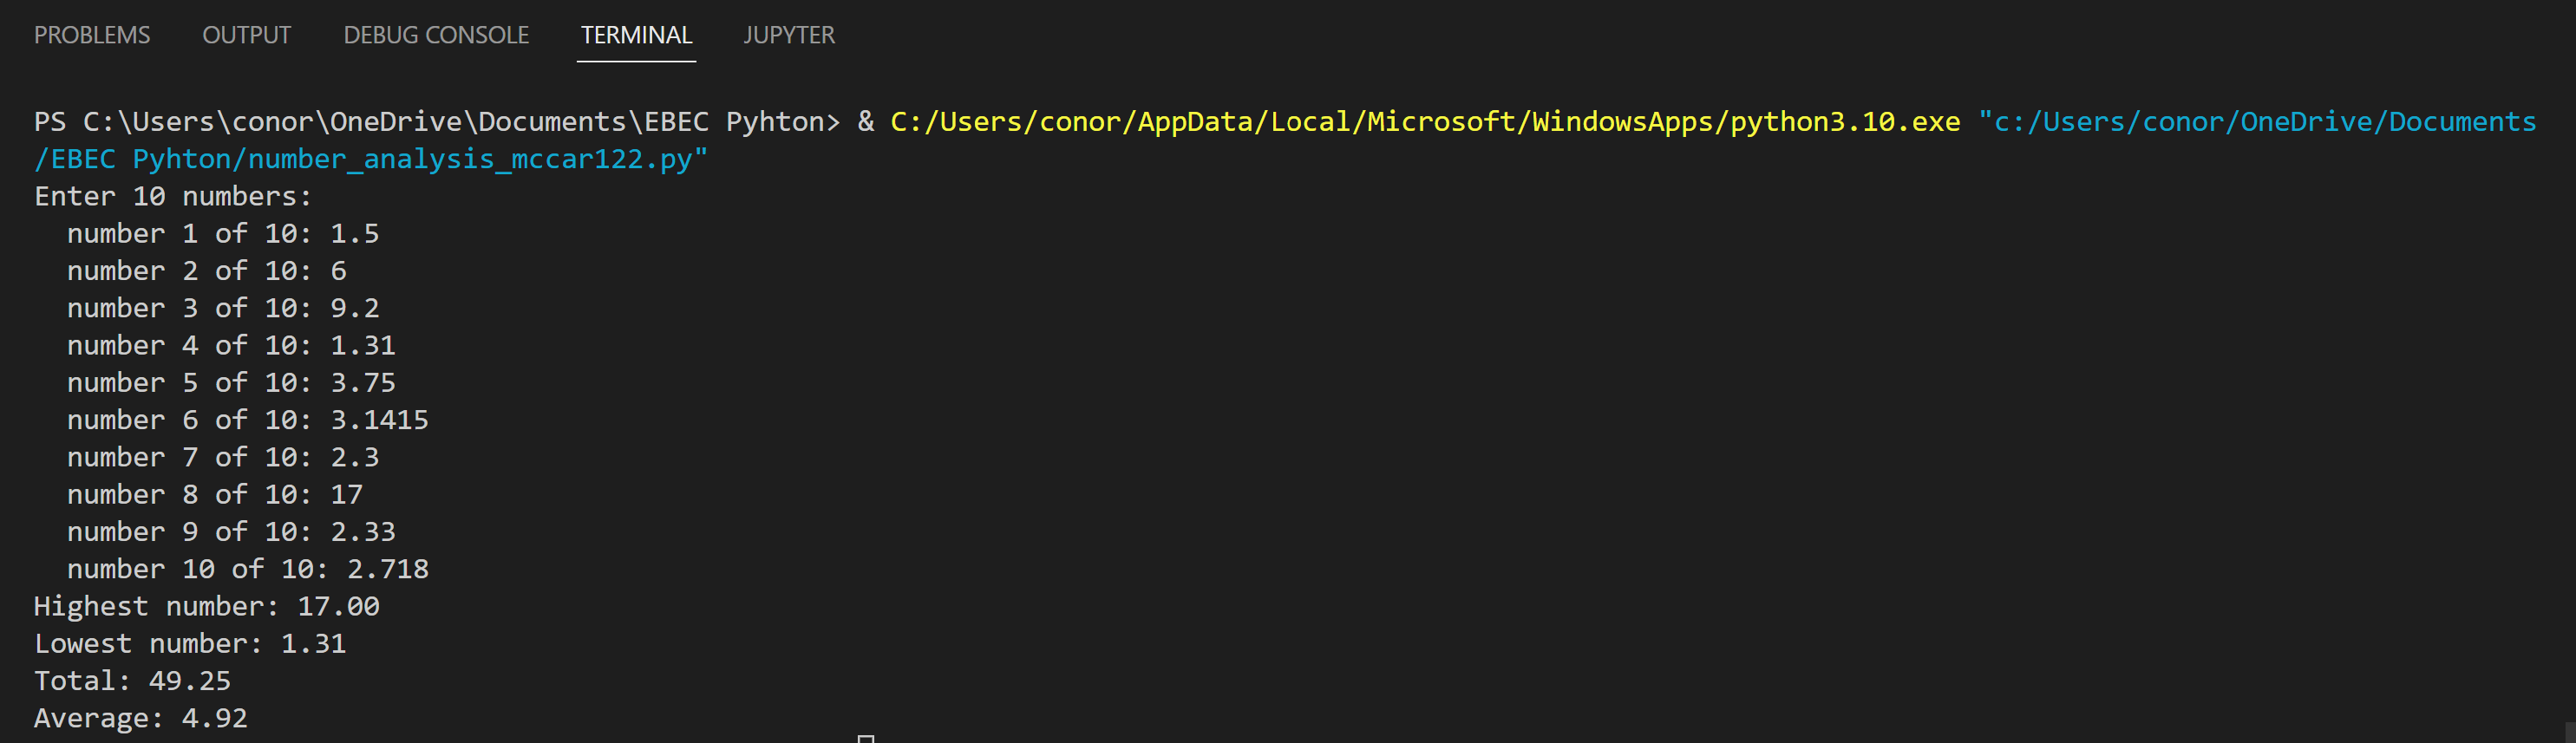 PROBLEMS OUTPUT DEBUG CONSOLE TERMINAL JUPYTER
PS C:\Users\conor\OneDrive\Documents\EBEC Pyhton> & C:/Users/conor/AppData/Local/Microsoft/WindowsApps/python3.10.exe "c:/Users/conor/OneDrive/Documents
/EBEC Pyhton/number_analysis_mccar122.py"
Enter 10 numbers:
  number 1 of 10: 1.5
  number 2 of 10: 6
  number 3 of 10: 9.2
  number 4 of 10: 1.31
  number 5 of 10: 3.75
  number 6 of 10: 3.1415
  number 7 of 10: 2.3
  number 8 of 10: 17
  number 9 of 10: 2.33
  number 10 of 10: 2.718
Highest number: 17.00
Lowest number: 1.31
Total: 49.25
Average: 4.92